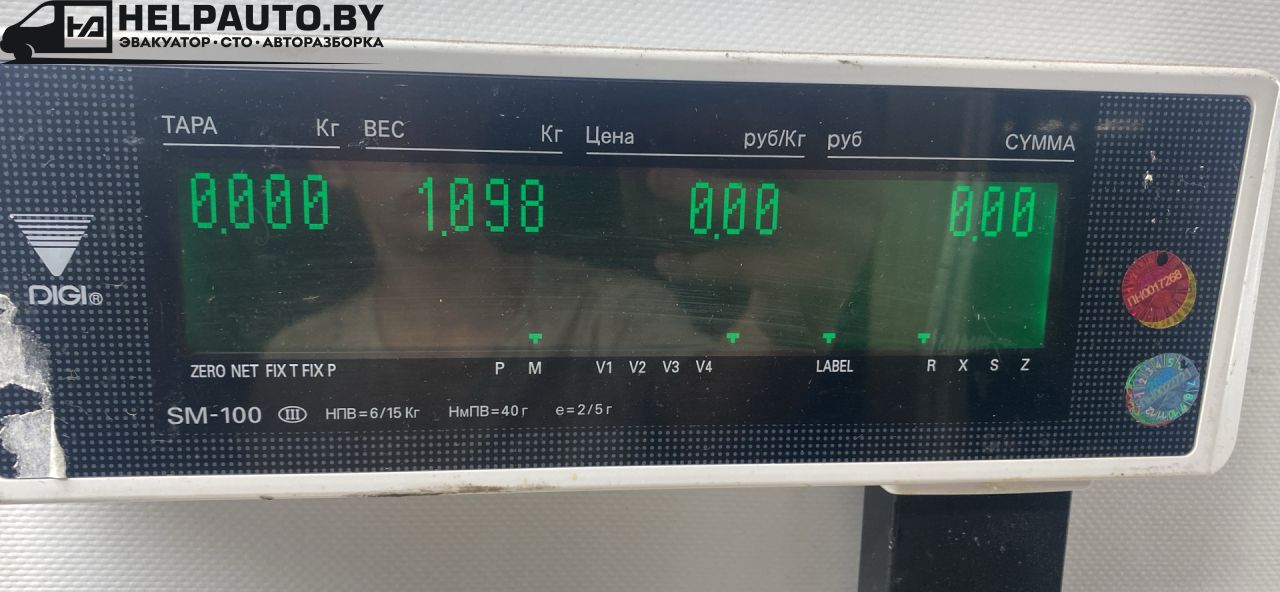 HELPAUTO.BY
ЭВАКУАТОР·СТО·АВТОРАЗБОРКА
ТАРА Кг ВЕС Кг Цена руб/Кг руб СУММА
0.000 1.098 0.00 0.00
DIGI®
ПН0017268
ZERO NET FIX T FIX P P M V1 V2 V3 V4 LABEL R X S Z
SM-100 III НПВ=6/15 Кг НмПВ=40 г e=2/5 г